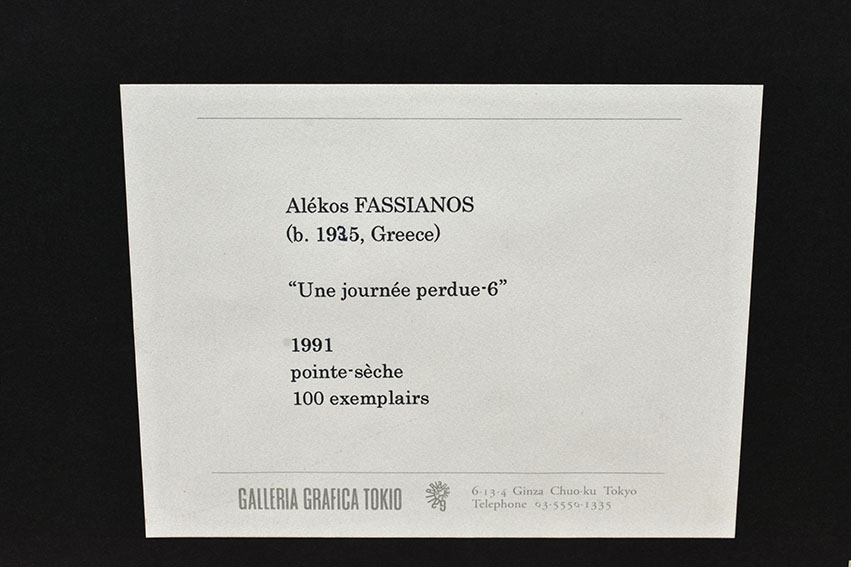 Alékos FASSIANOS
(b. 1935, Greece)
“Une journée perdue-6”
1991
pointe-sèche
100 exemplairs
GALLERIA GRAFICA TOKIO
6-13-4 Ginza Chuo-ku Tokyo
Telephone 03-5550-1335